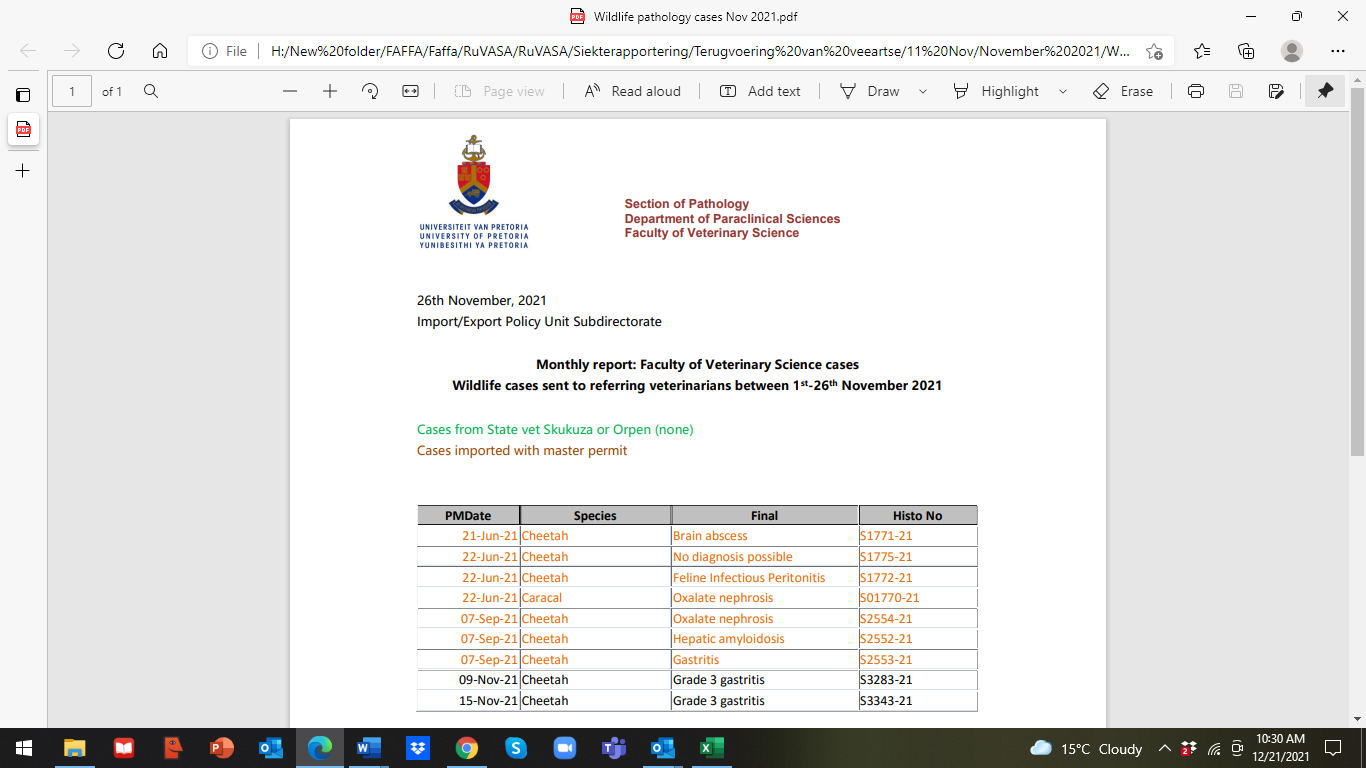 Wildlife pathology cases Nov 2021.pdf
File H:/New%20folder/FAFFA/Faffa/RuVASA/RuVASA/Siekterapportering/Terugvoering%20van%20veeartse/11%20Nov/November%202021/W...
1 of 1 Page view Read aloud Add text Draw Highlight Erase
UNIVERSITEIT VAN PRETORIA
UNIVERSITY OF PRETORIA
YUNIBESITHI YA PRETORIA
Section of Pathology
Department of Paraclinical Sciences
Faculty of Veterinary Science
26th November, 2021
Import/Export Policy Unit Subdirectorate
Monthly report: Faculty of Veterinary Science cases
Wildlife cases sent to referring veterinarians between 1st-26th November 2021
Cases from State vet Skukuza or Orpen (none)
Cases imported with master permit
PMDate Species Final Histo No
21-Jun-21 Cheetah Brain abscess S1771-21
22-Jun-21 Cheetah No diagnosis possible S1775-21
22-Jun-21 Cheetah Feline Infectious Peritonitis S1772-21
22-Jun-21 Caracal Oxalate nephrosis S01770-21
07-Sep-21 Cheetah Oxalate nephrosis S2554-21
07-Sep-21 Cheetah Hepatic amyloidosis S2552-21
07-Sep-21 Cheetah Gastritis S2553-21
09-Nov-21 Cheetah Grade 3 gastritis S3283-21
15-Nov-21 Cheetah Grade 3 gastritis S3343-21
15°C Cloudy 10:30 AM
12/21/2021